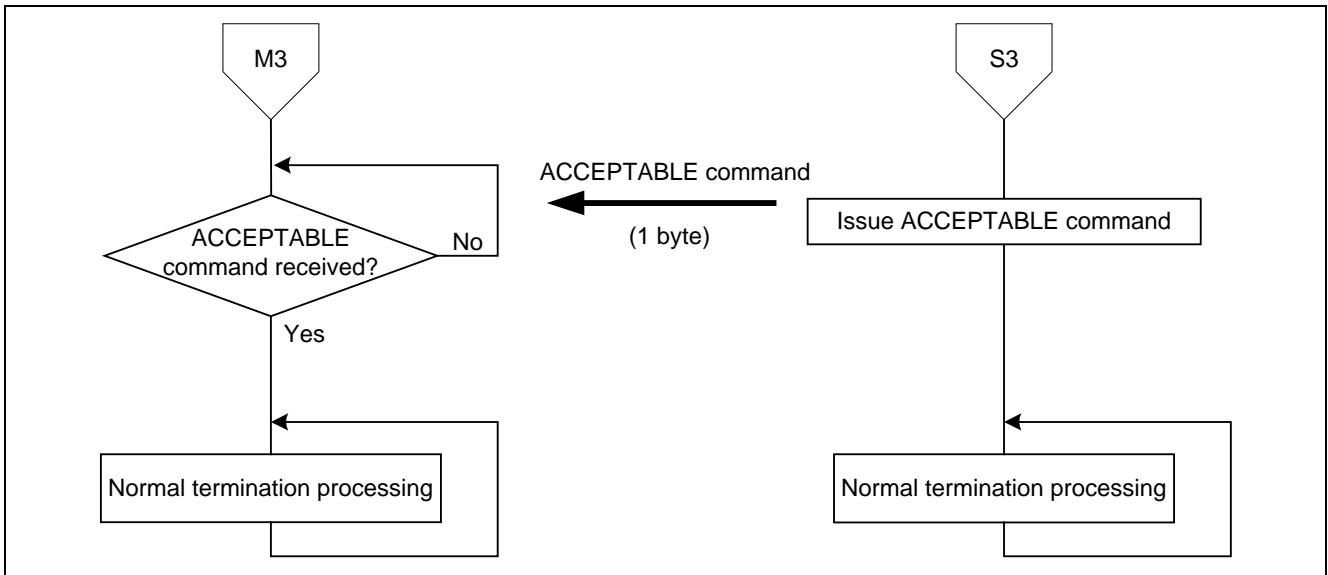 M3
S3
ACCEPTABLE command
(1 byte)
Issue ACCEPTABLE command
ACCEPTABLE
command received?
No
Yes
Normal termination processing
Normal termination processing